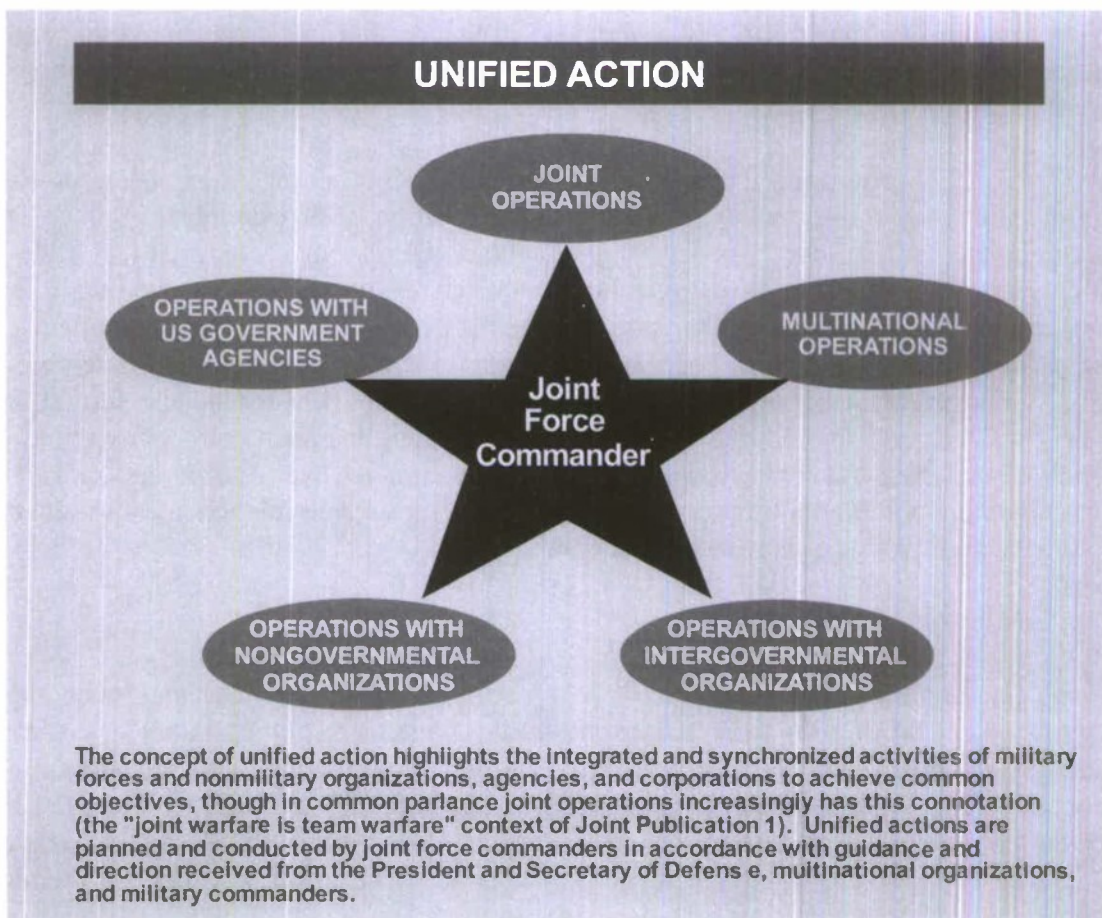 UNIFIED ACTION
JOINT
OPERATIONS
OPERATIONS WITH
US GOVERNMENT
AGENCIES
MULTINATIONAL
OPERATIONS
Joint
Force
Commander
OPERATIONS WITH
NONGOVERNMENTAL
ORGANIZATIONS
OPERATIONS WITH
INTERGOVERNMENTAL
ORGANIZATIONS
The concept of unified action highlights the integrated and synchronized activities of military
forces and nonmilitary organizations, agencies, and corporations to achieve common
objectives, though in common parlance joint operations increasingly has this connotation
(the "joint warfare is team warfare" context of Joint Publication 1). Unified actions are
planned and conducted by joint force commanders in accordance with guidance and
direction received from the President and Secretary of Defens e, multinational organizations,
and military commanders.